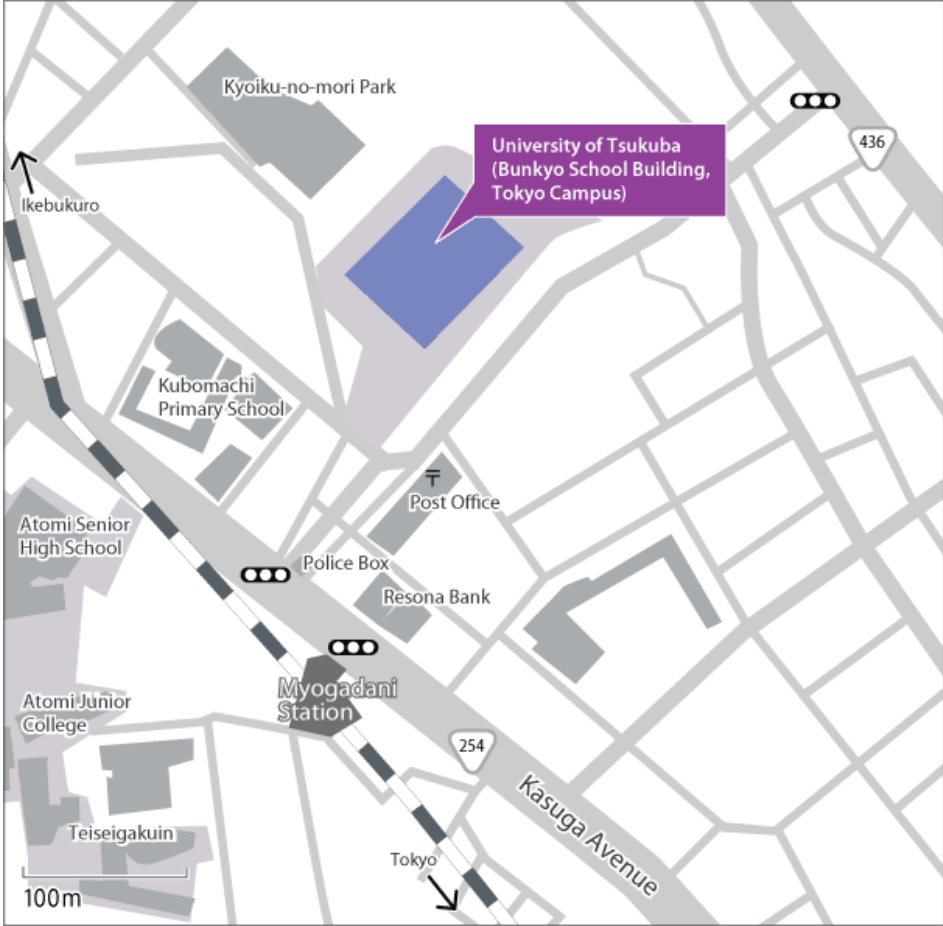 Kyoiku-no-mori Park
436
University of Tsukuba
(Bunkyo School Building,
Tokyo Campus)
Ikebukuro
Kubomachi
Primary School
〒
Post Office
Atomi Senior
High School
Police Box
Resona Bank
Myogadani
Station
Atomi Junior
College
254
Kasuga Avenue
Teiseigakuin
Tokyo
100m